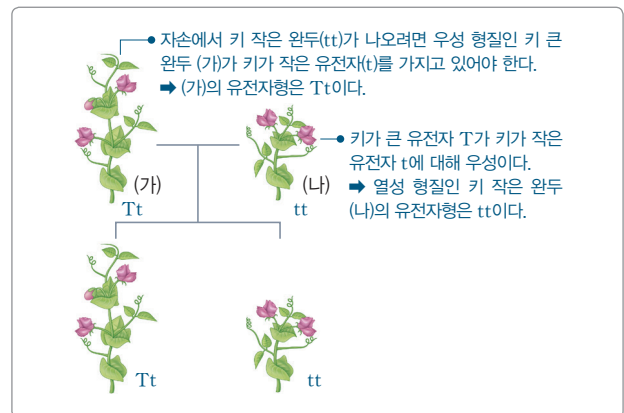 자손에서 키 작은 완두(tt)가 나오려면 우성 형질인 키 큰
완두 (가)가 키가 작은 유전자(t)를 가지고 있어야 한다.
➡ (가)의 유전자형은 Tt이다.
키가 큰 유전자 T가 키가 작은
유전자 t에 대해 우성이다.
➡ 열성 형질인 키 작은 완두
(나)의 유전자형은 tt이다.
(가)
Tt
(나)
tt
Tt
tt